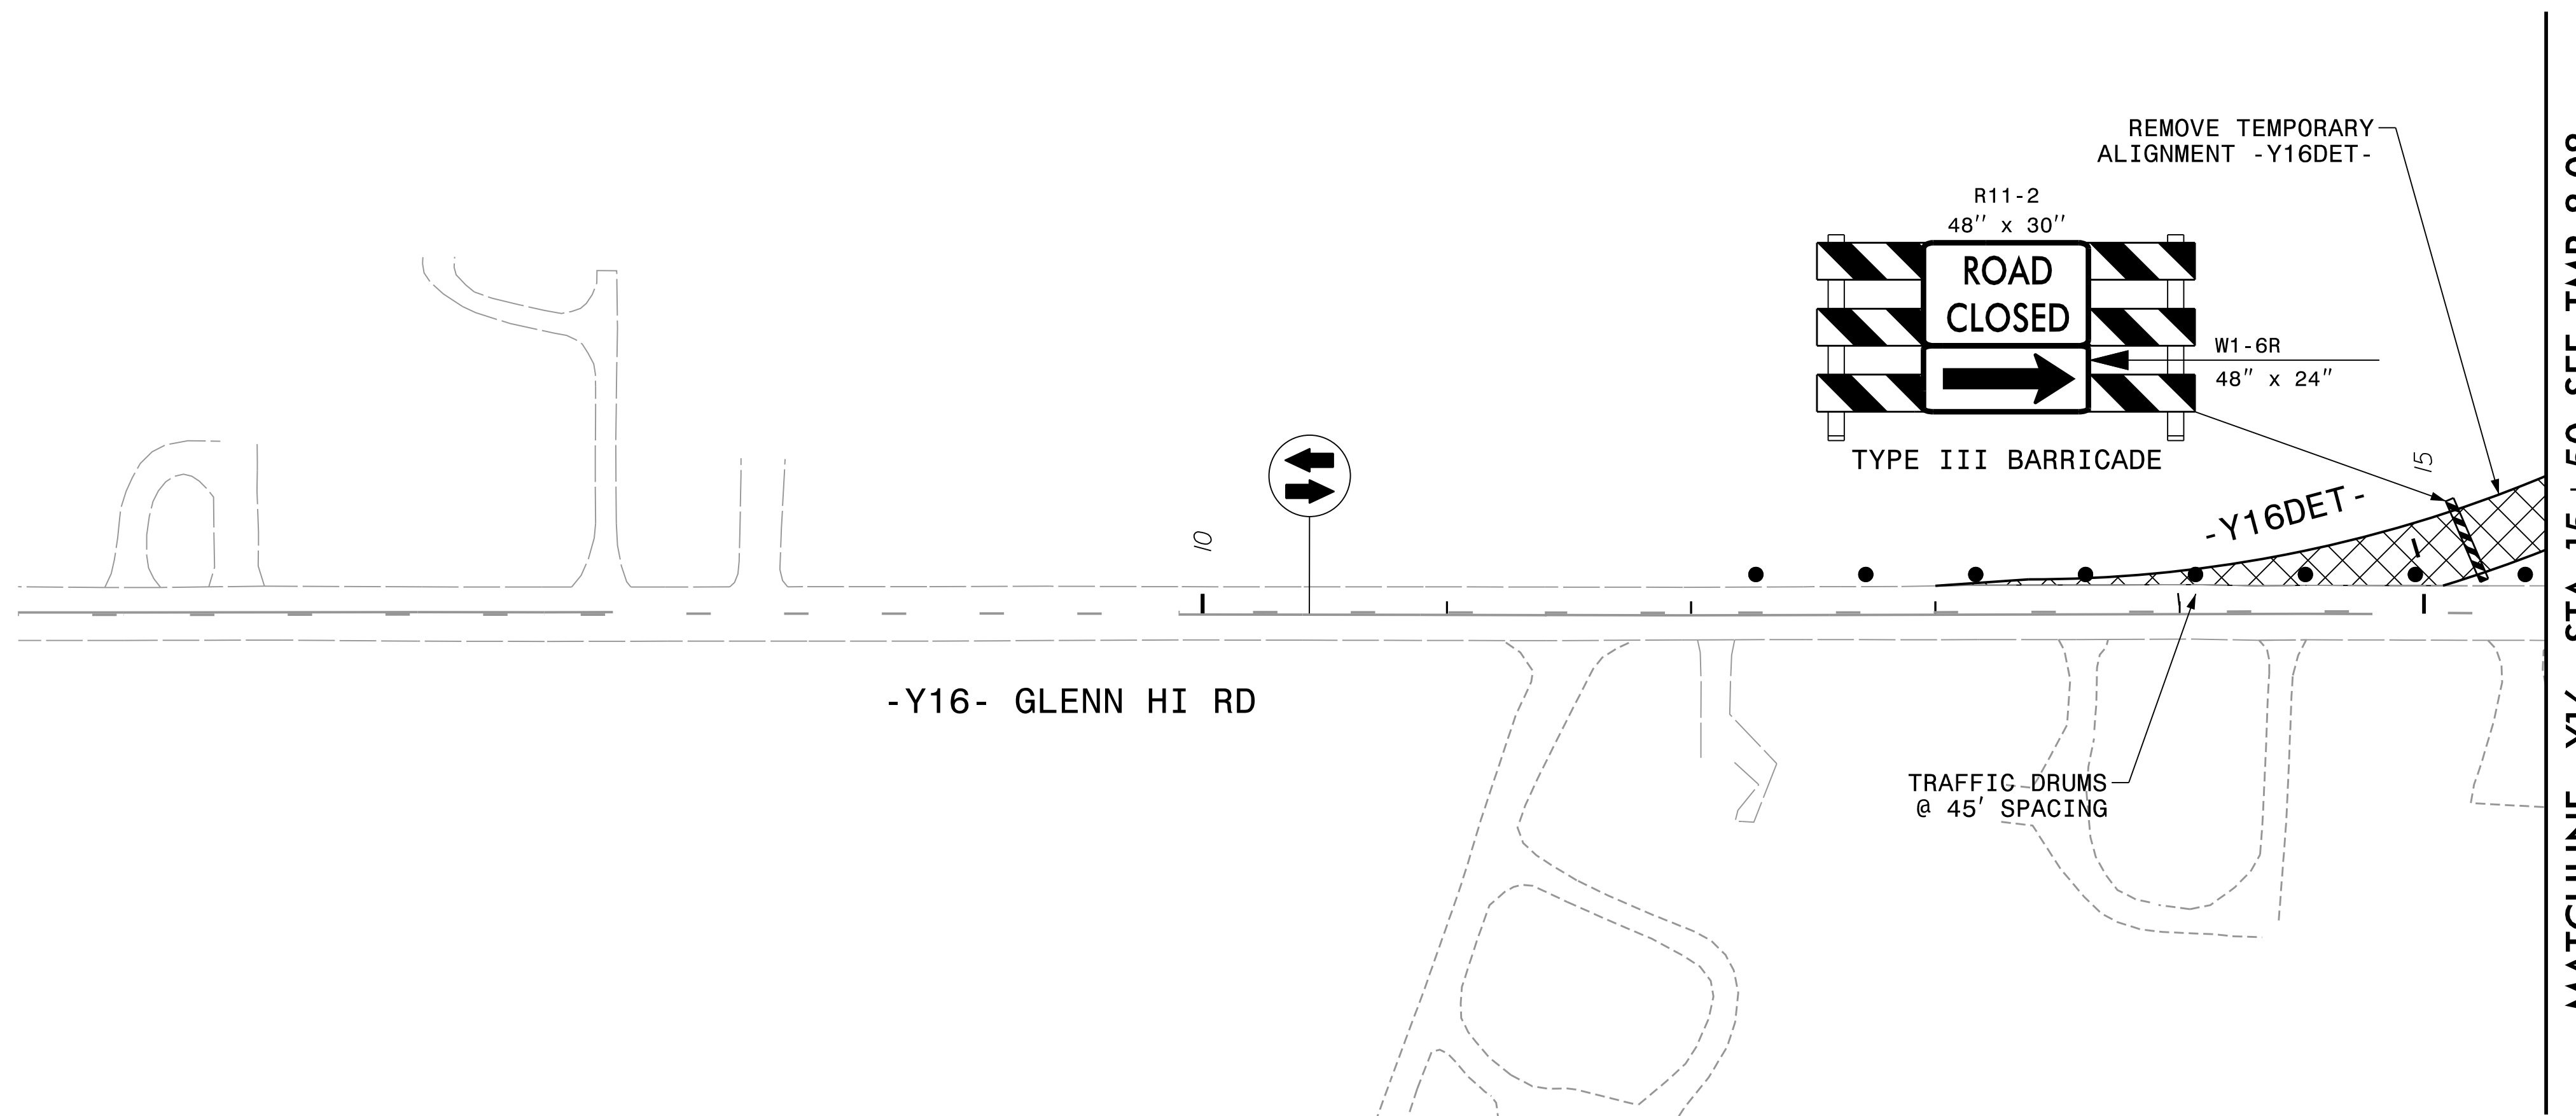 REMOVE TEMPORARY
ALIGNMENT -Y16DET-
R11-2
48" x 30"
ROAD
CLOSED
W1-6R
48" x 24"
TYPE III BARRICADE
15
-Y16DET-
10
-Y16- GLENN HI RD
TRAFFIC DRUMS
@ 45' SPACING